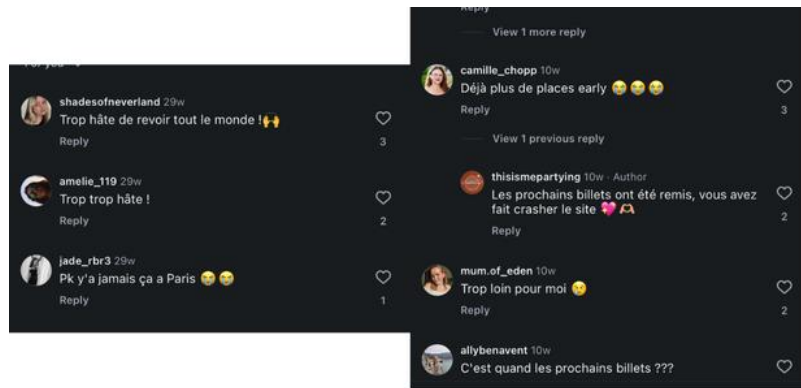 For you
shadesofneverland 29w
Trop hâte de revoir tout le monde !🙌
Reply
3
amelie_119 29w
Trop trop hâte !
Reply
2
jade_rbr3 29w
Pk y'a jamais ça a Paris 😭😭
Reply
1
Reply
View 1 more reply
camille_chopp 10w
Déjà plus de places early 😭😭😭
Reply
3
View 1 previous reply
thisismepartying 10w · Author
Les prochains billets ont été remis, vous avez
fait crasher le site 💖🫶🏽
Reply
2
mum.of_eden 10w
Trop loin pour moi 😢
Reply
2
allybenavent 10w
C'est quand les prochains billets ???